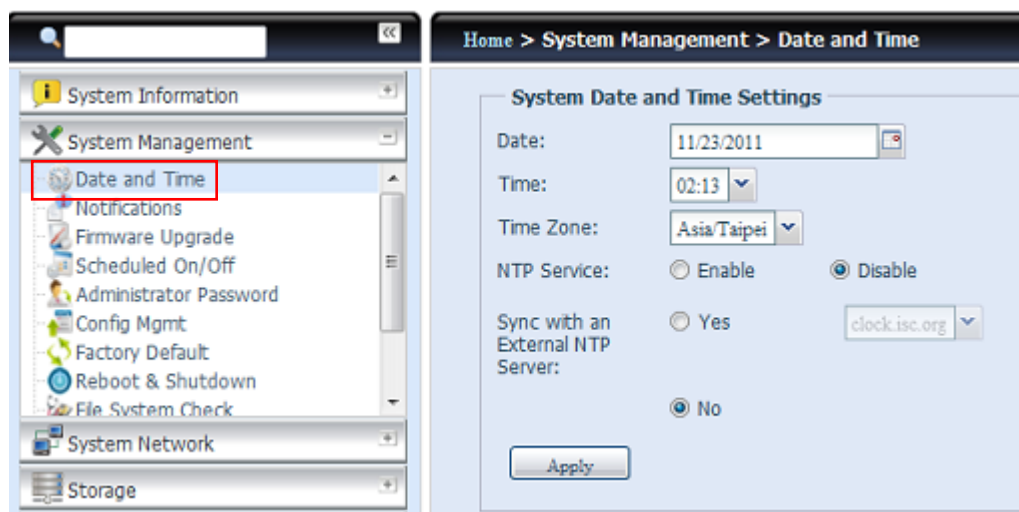 Home > System Management > Date and Time
System Information
System Management
Date and Time
Notifications
Firmware Upgrade
Scheduled On/Off
Administrator Password
Config Mgmt
Factory Default
Reboot & Shutdown
File System Check
System Network
Storage
System Date and Time Settings
Date: 11/23/2011
Time: 02:13
Time Zone: Asia/Taipei
NTP Service: Enable Disable
Sync with an Yes clock.isc.org
External NTP
Server:
No
Apply